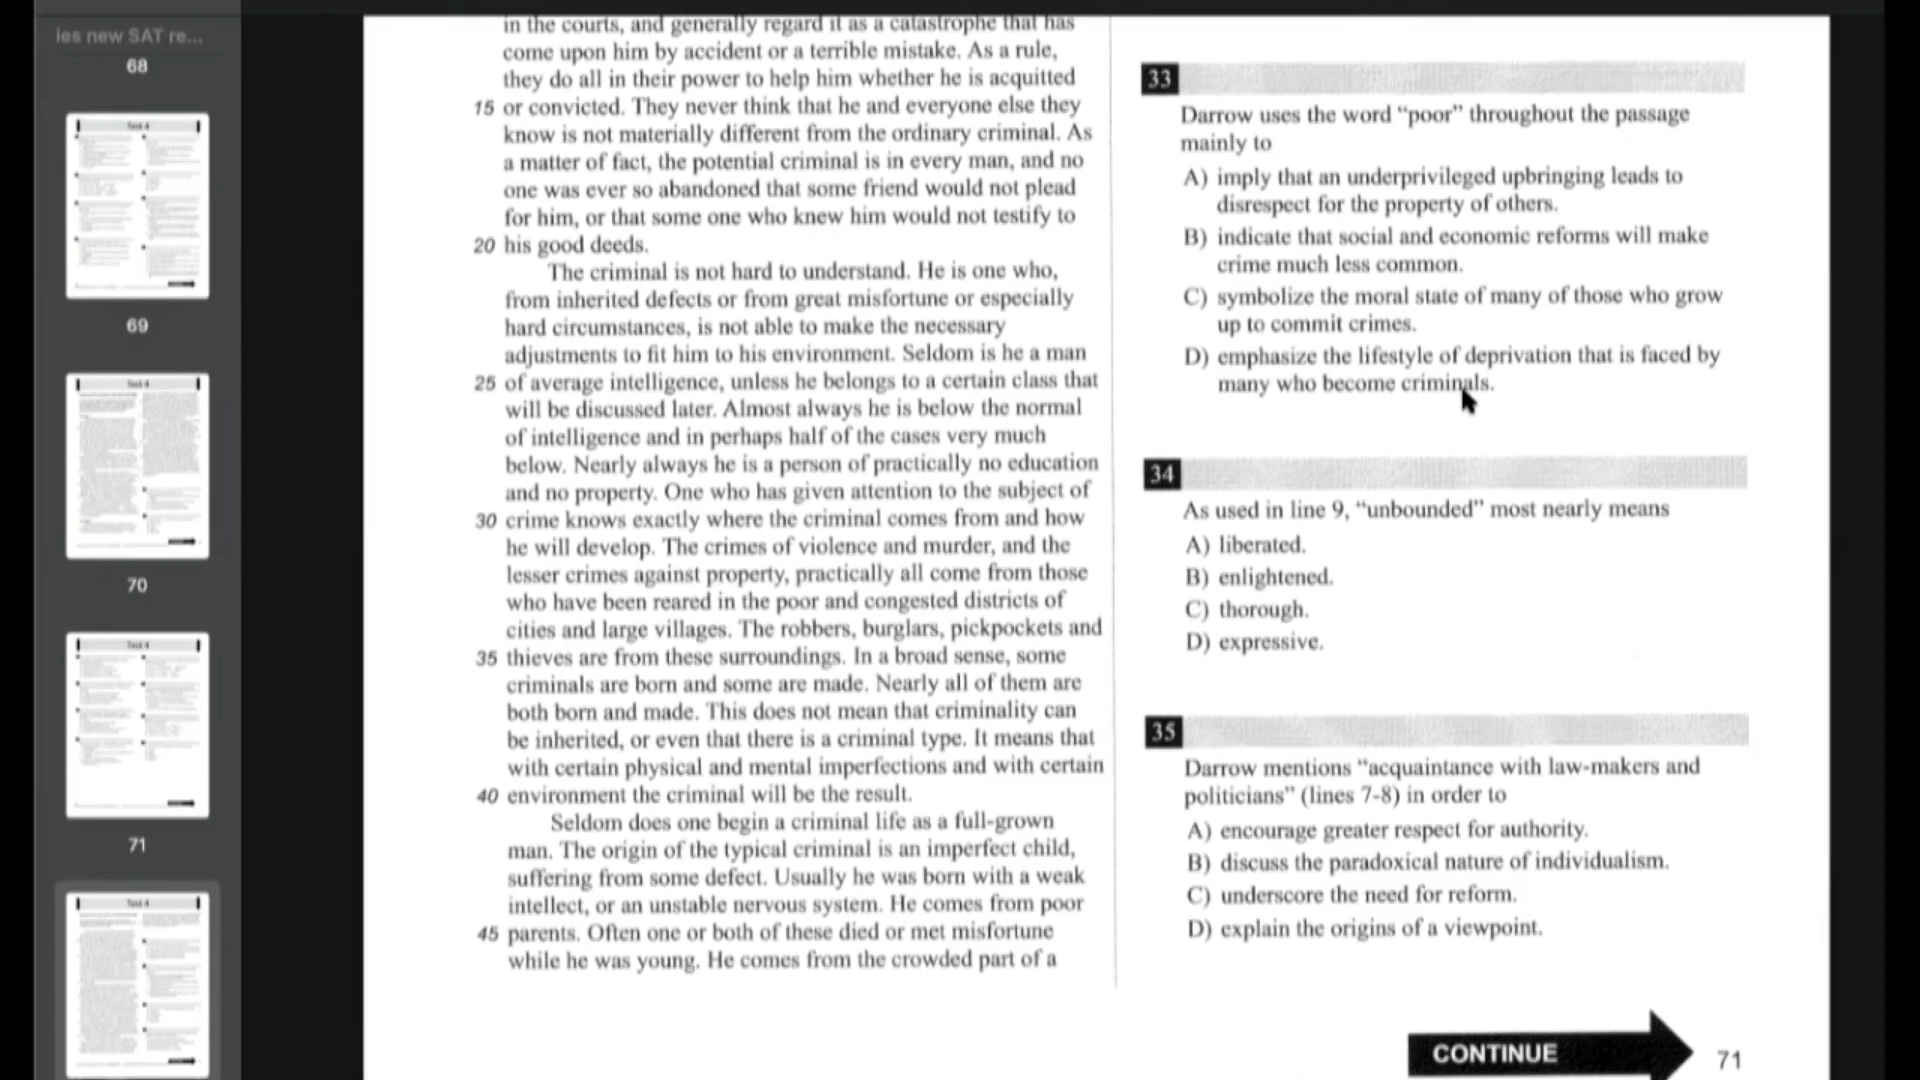 ies new SAT re...
68
69
70
71
in the courts, and generally regard it as a catastrophe that has
come upon him by accident or a terrible mistake. As a rule,
they do all in their power to help him whether he is acquitted
15 or convicted. They never think that he and everyone else they
know is not materially different from the ordinary criminal. As
a matter of fact, the potential criminal is in every man, and no
one was ever so abandoned that some friend would not plead
for him, or that some one who knew him would not testify to
20 his good deeds.
The criminal is not hard to understand. He is one who,
from inherited defects or from great misfortune or especially
hard circumstances, is not able to make the necessary
adjustments to fit him to his environment. Seldom is he a man
25 of average intelligence, unless he belongs to a certain class that
will be discussed later. Almost always he is below the normal
of intelligence and in perhaps half of the cases very much
below. Nearly always he is a person of practically no education
and no property. One who has given attention to the subject of
30 crime knows exactly where the criminal comes from and how
he will develop. The crimes of violence and murder, and the
lesser crimes against property, practically all come from those
who have been reared in the poor and congested districts of
cities and large villages. The robbers, burglars, pickpockets and
35 thieves are from these surroundings. In a broad sense, some
criminals are born and some are made. Nearly all of them are
both born and made. This does not mean that criminality can
be inherited, or even that there is a criminal type. It means that
with certain physical and mental imperfections and with certain
40 environment the criminal will be the result.
Seldom does one begin a criminal life as a full-grown
man. The origin of the typical criminal is an imperfect child,
suffering from some defect. Usually he was born with a weak
intellect, or an unstable nervous system. He comes from poor
45 parents. Often one or both of these died or met misfortune
while he was young. He comes from the crowded part of a
33
Darrow uses the word “poor” throughout the passage
mainly to
A) imply that an underprivileged upbringing leads to
disrespect for the property of others.
B) indicate that social and economic reforms will make
crime much less common.
C) symbolize the moral state of many of those who grow
up to commit crimes.
D) emphasize the lifestyle of deprivation that is faced by
many who become criminals.
34
As used in line 9, “unbounded” most nearly means
A) liberated.
B) enlightened.
C) thorough.
D) expressive.
35
Darrow mentions “acquaintance with law-makers and
politicians” (lines 7-8) in order to
A) encourage greater respect for authority.
B) discuss the paradoxical nature of individualism.
C) underscore the need for reform.
D) explain the origins of a viewpoint.
CONTINUE
71